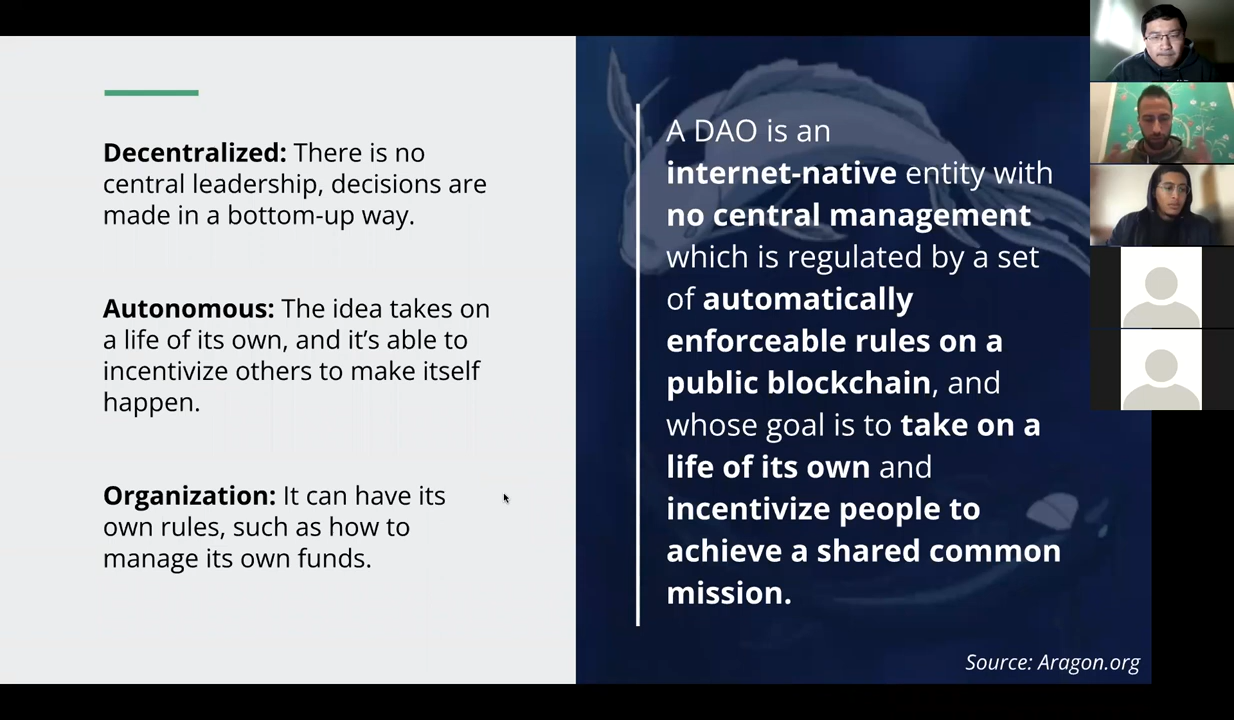 Decentralized: There is no
central leadership, decisions are
made in a bottom-up way.
Autonomous: The idea takes on
a life of its own, and it’s able to
incentivize others to make itself
happen.
Organization: It can have its
own rules, such as how to
manage its own funds.
A DAO is an
internet-native entity with
no central management
which is regulated by a set
of automatically
enforceable rules on a
public blockchain, and
whose goal is to take on a
life of its own and
incentivize people to
achieve a shared common
mission.
Source: Aragon.org